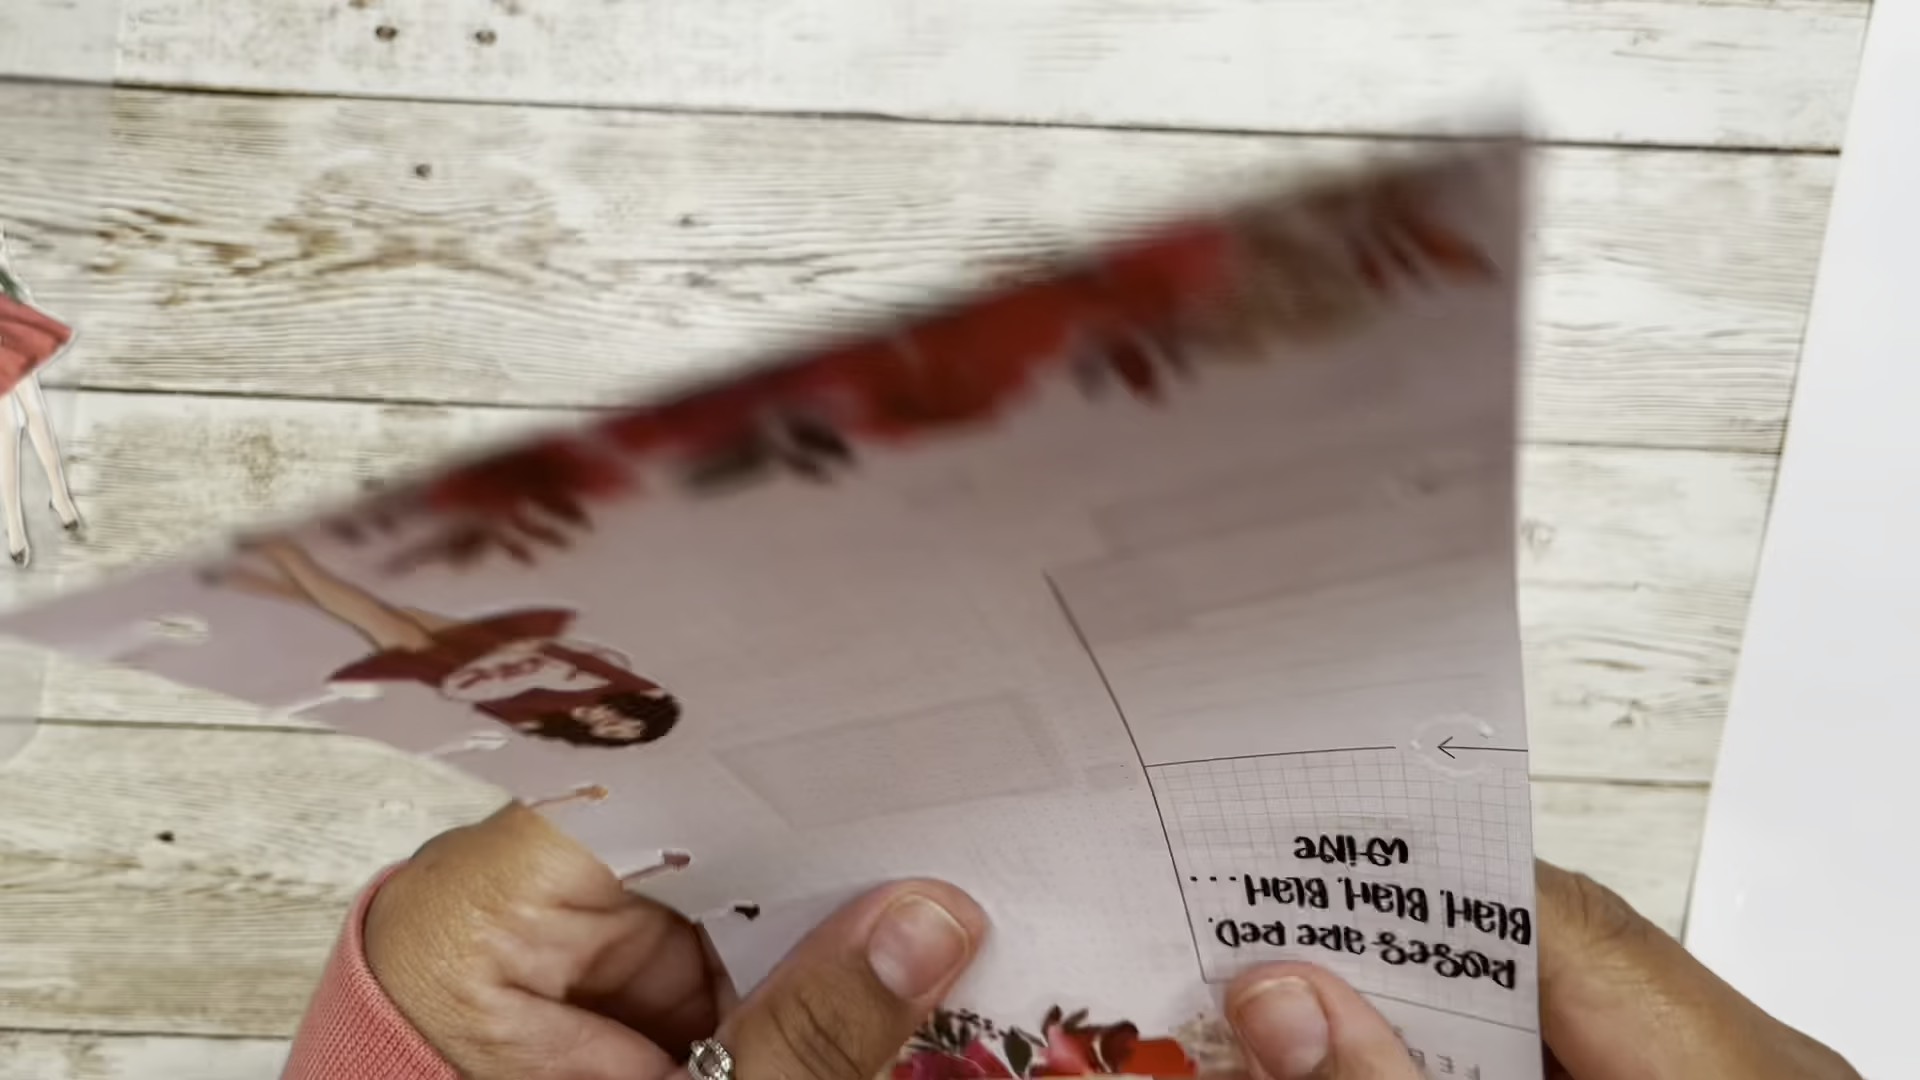 Roses are red.
Blah, Blah, Blah...
wine